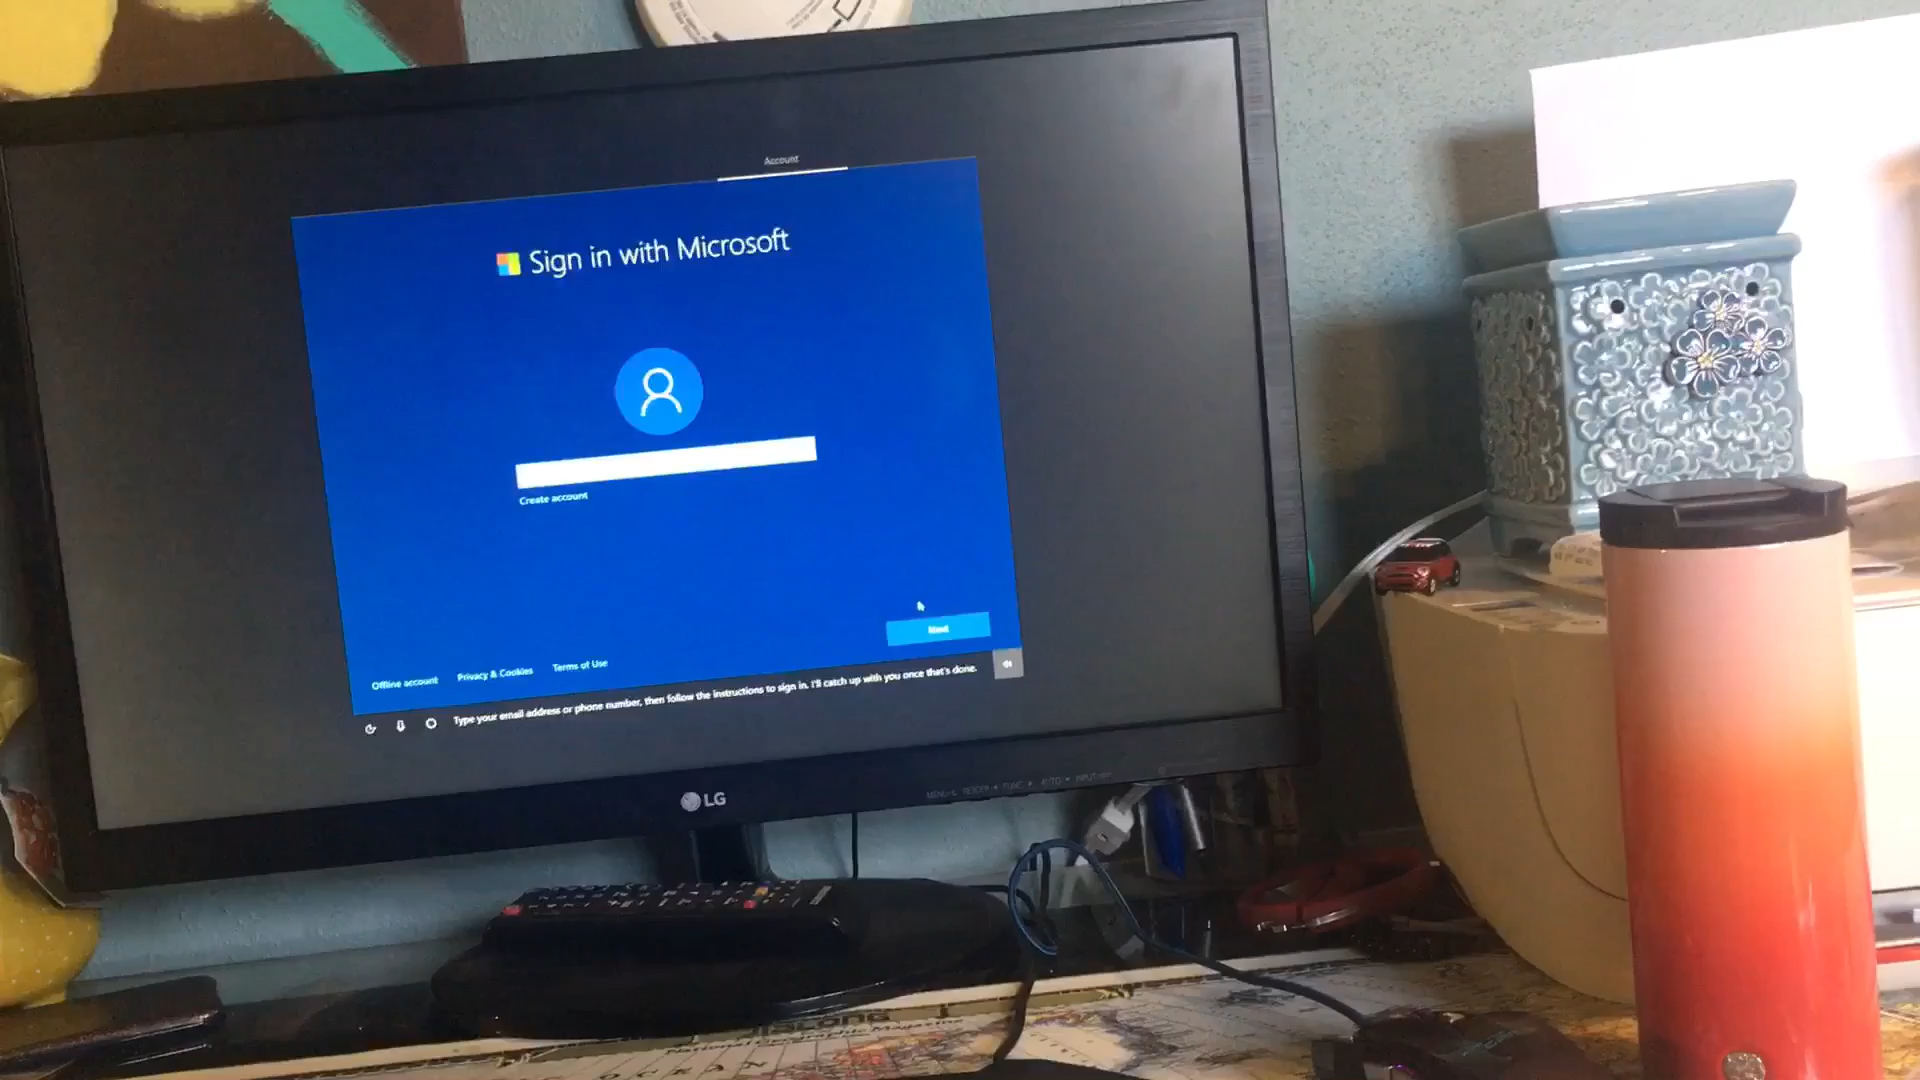 Account
Sign in with Microsoft
Create account
Next
Offline account
Privacy & Cookies
Terms of Use
Type your email address or phone number, then follow the instructions to sign in. I'll catch up with you once that's done.
LG
OCEAN